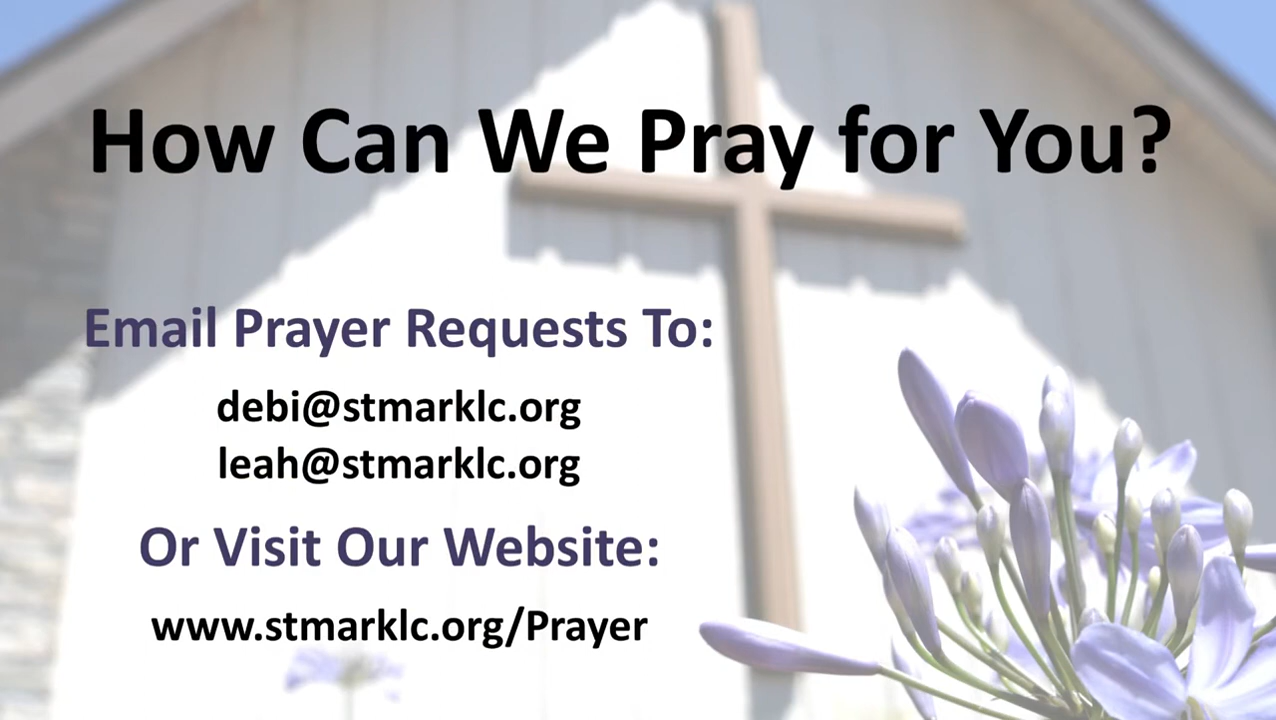 How Can We Pray for You?
Email Prayer Requests To:
debi@stmarklc.org
leah@stmarklc.org
Or Visit Our Website:
www.stmarklc.org/Prayer